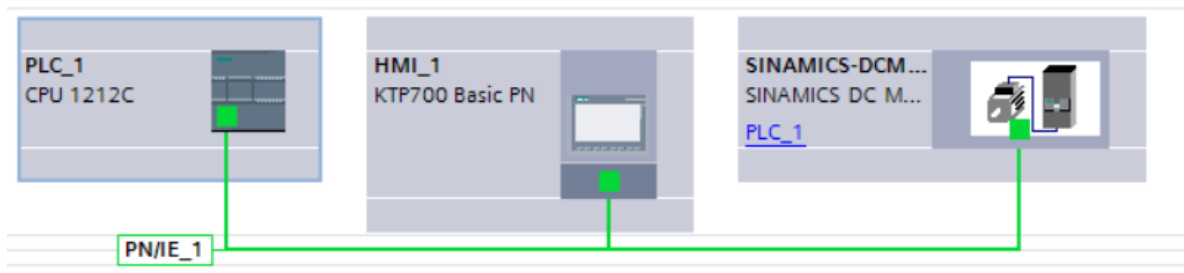 PLC_1
CPU 1212C
HMI_1
KTP700 Basic PN
SINAMICS-DCM...
SINAMICS DC M...
PLC_1
PN/IE_1